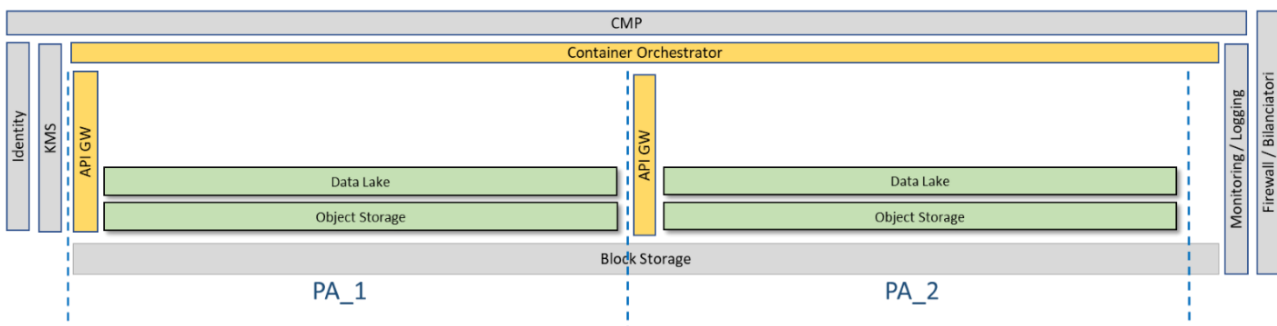 CMP
Container Orchestrator
Identity
KMS
API GW
Data Lake
Object Storage
API GW
Data Lake
Object Storage
Monitoring / Logging
Firewall / Bilanciatori
Block Storage
PA_1
PA_2